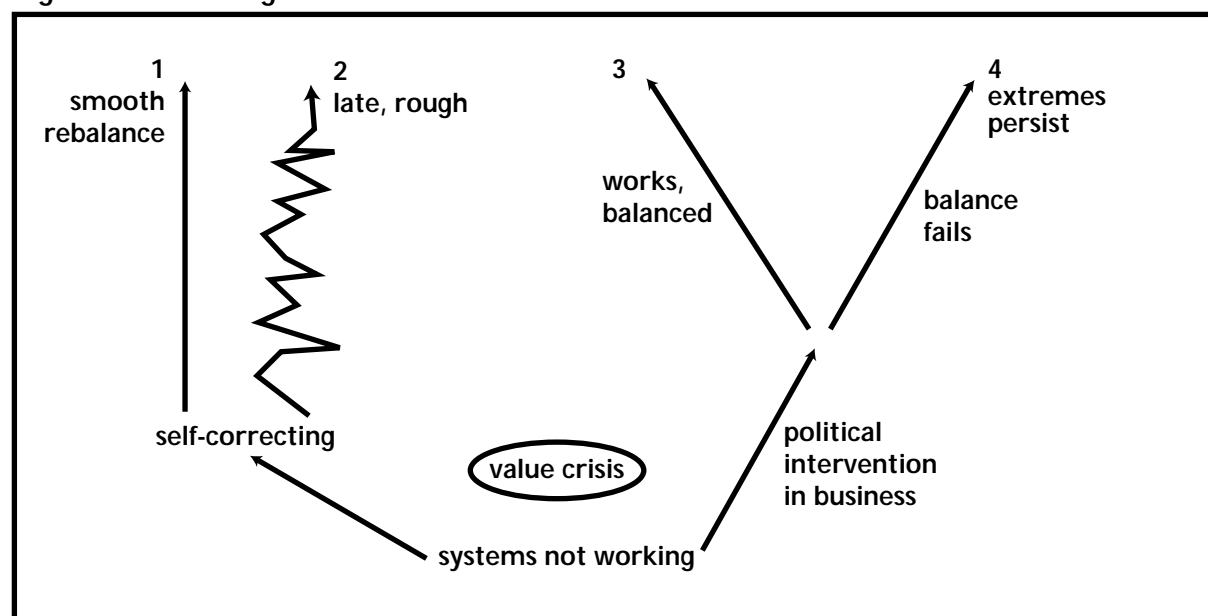 1
smooth
rebalance
2
late, rough
3
4
extremes
persist
works,
balanced
balance
fails
self-correcting
value crisis
political
intervention
in business
systems not working